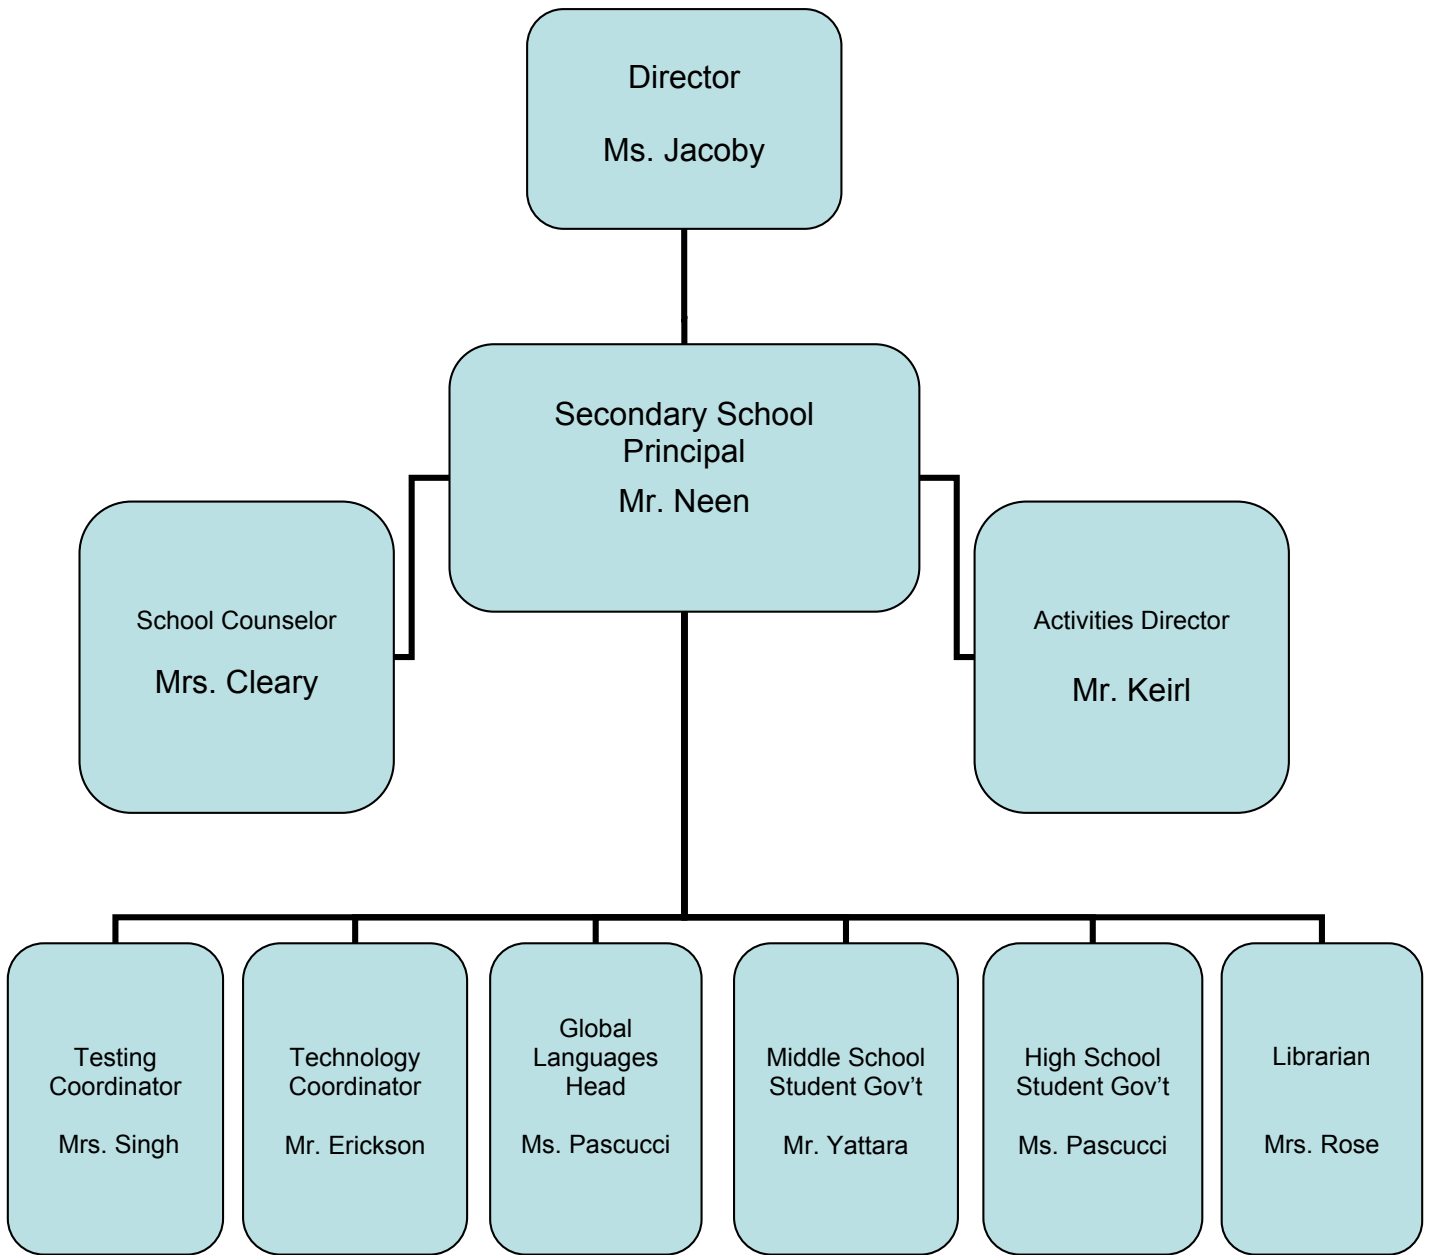 Director
Ms. Jacoby
Secondary School
Principal
Mr. Neen
School Counselor
Mrs. Cleary
Activities Director
Mr. Keirl
Testing
Coordinator
Mrs. Singh
Technology
Coordinator
Mr. Erickson
Global
Languages
Head
Ms. Pascucci
Middle School
Student Gov’t
Mr. Yattara
High School
Student Gov’t
Ms. Pascucci
Librarian
Mrs. Rose